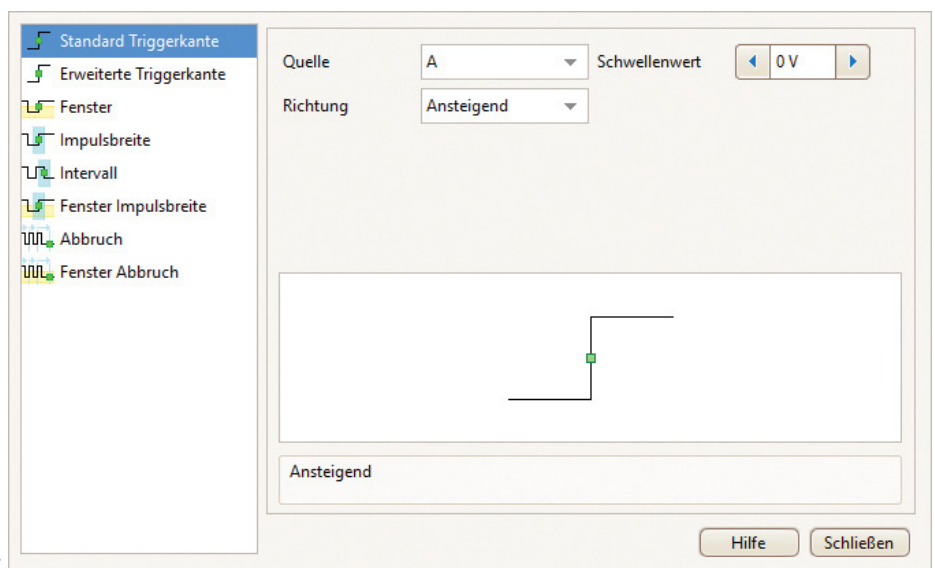 Standard Triggerkante
Erweiterte Triggerkante
Fenster
Impulsbreite
Intervall
Fenster Impulsbreite
Abbruch
Fenster Abbruch
Quelle A Schwellenwert 0 V
Richtung Ansteigend
Ansteigend
Hilfe Schließen